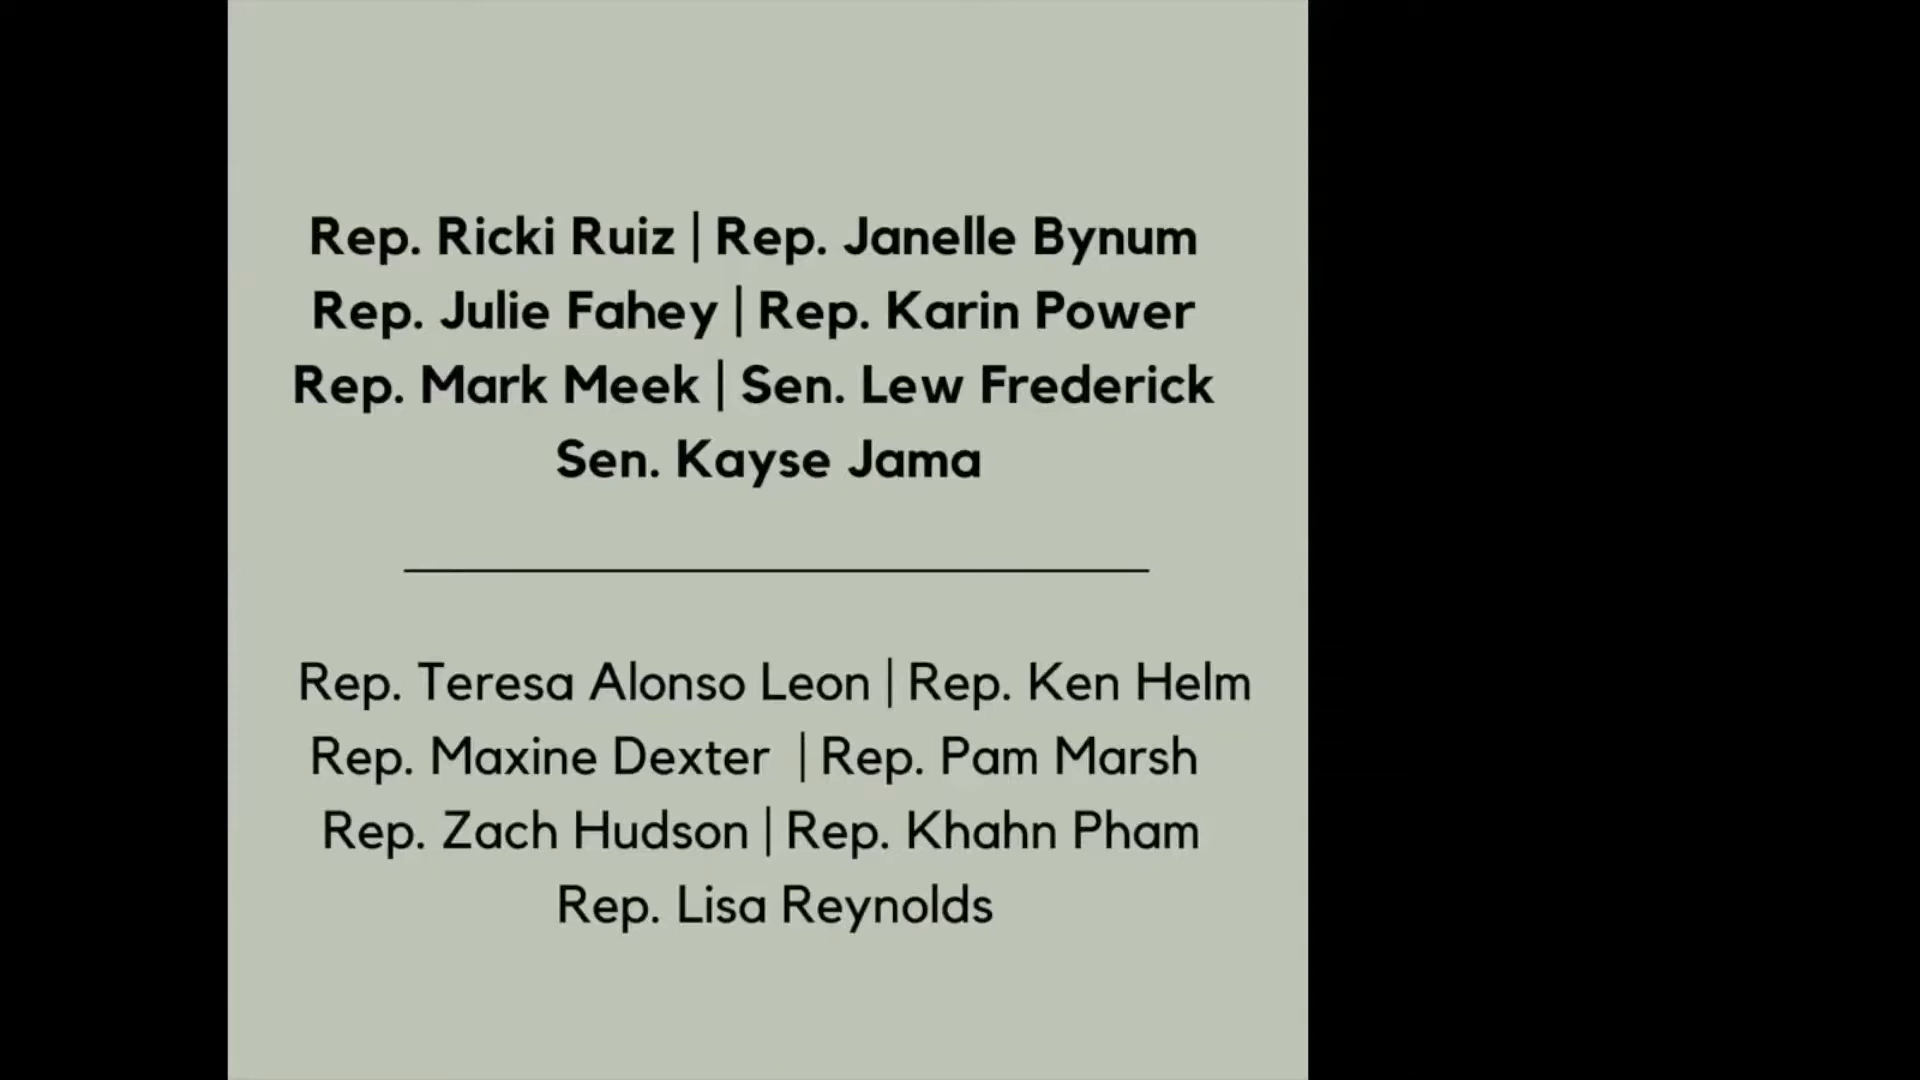 Rep. Ricki Ruiz | Rep. Janelle Bynum
Rep. Julie Fahey | Rep. Karin Power
Rep. Mark Meek | Sen. Lew Frederick
Sen. Kayse Jama
Rep. Teresa Alonso Leon | Rep. Ken Helm
Rep. Maxine Dexter | Rep. Pam Marsh
Rep. Zach Hudson | Rep. Khahn Pham
Rep. Lisa Reynolds